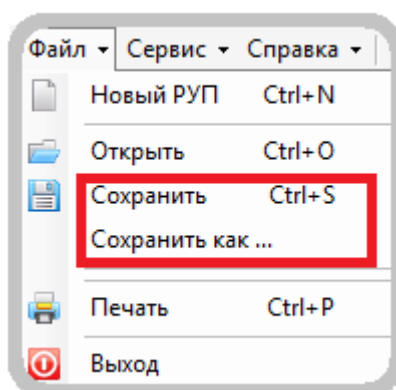 Файл Сервис Справка
Новый РУП Ctrl+N
Открыть Ctrl+O
Сохранить Ctrl+S
Сохранить как ...
Печать Ctrl+P
Выход